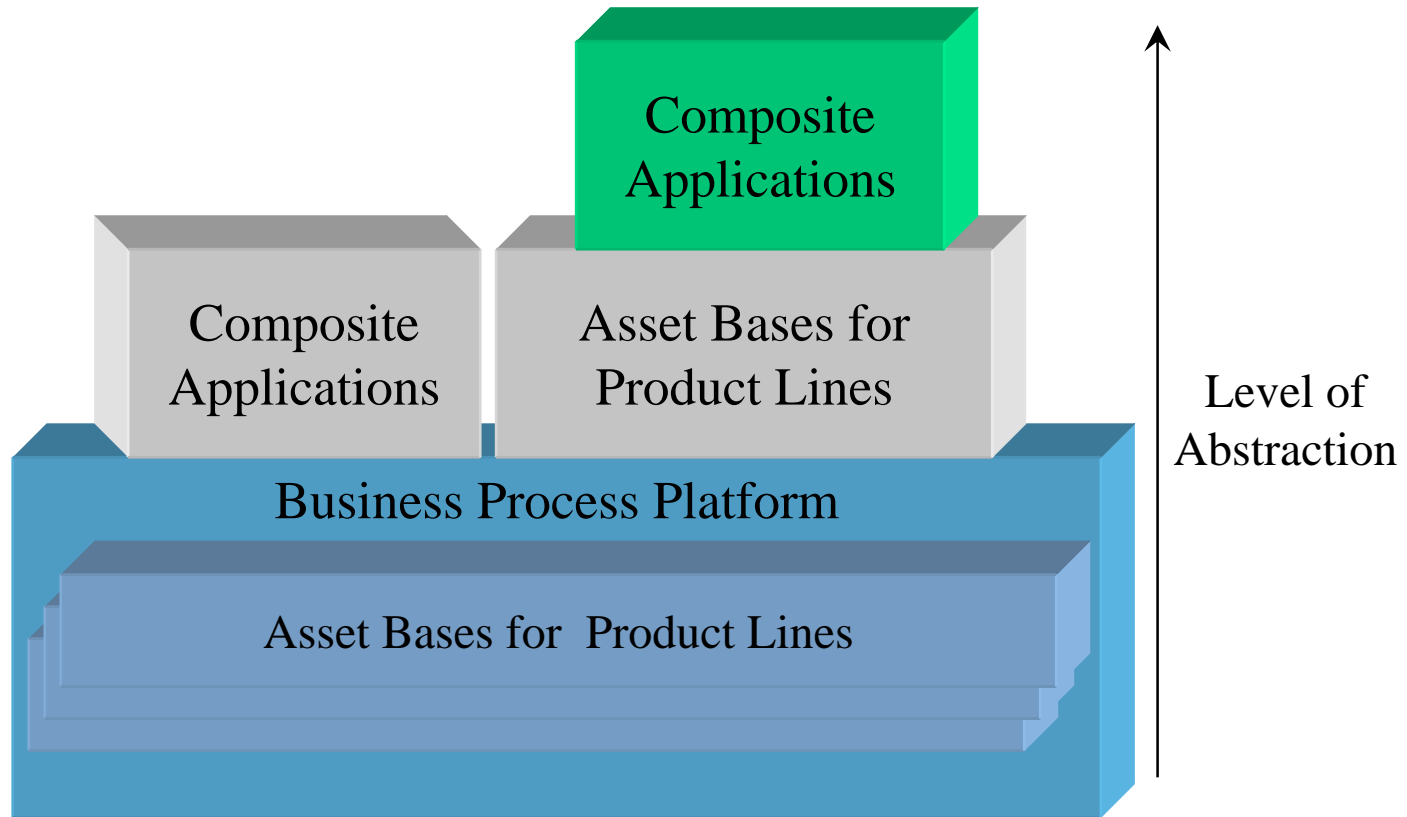 Composite
Applications
Composite
Applications
Asset Bases for
Product Lines
Level of
Abstraction
Business Process Platform
Asset Bases for  Product Lines